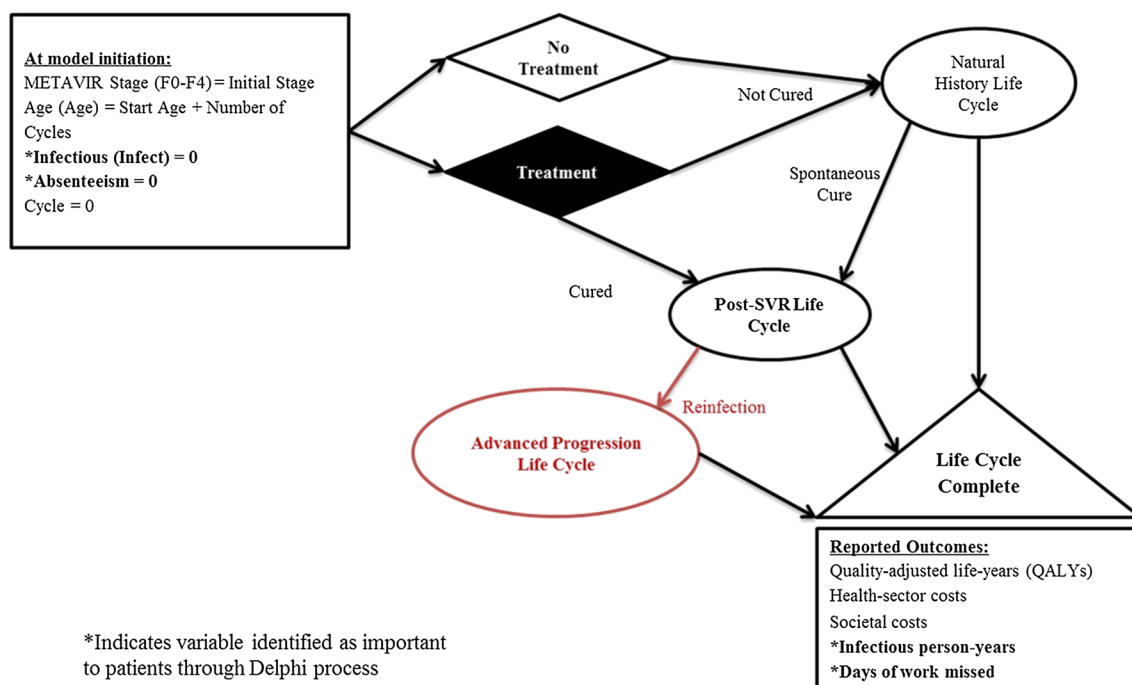 At model initiation:
METAVIR Stage (F0-F4)= Initial Stage
Age (Age) = Start Age + Number of
Cycles
*Infectious (Infect) = 0
*Absenteeism = 0
Cycle = 0
No
Treatment
Not Cured
Natural
History Life
Cycle
Treatment
Spontaneous
Cure
Cured
Post-SVR Life
Cycle
Reinfection
Advanced Progression
Life Cycle
Life Cycle
Complete
Reported Outcomes:
Quality-adjusted life-years (QALYs)
Health-sector costs
Societal costs
*Infectious person-years
*Days of work missed
*Indicates variable identified as important
to patients through Delphi process